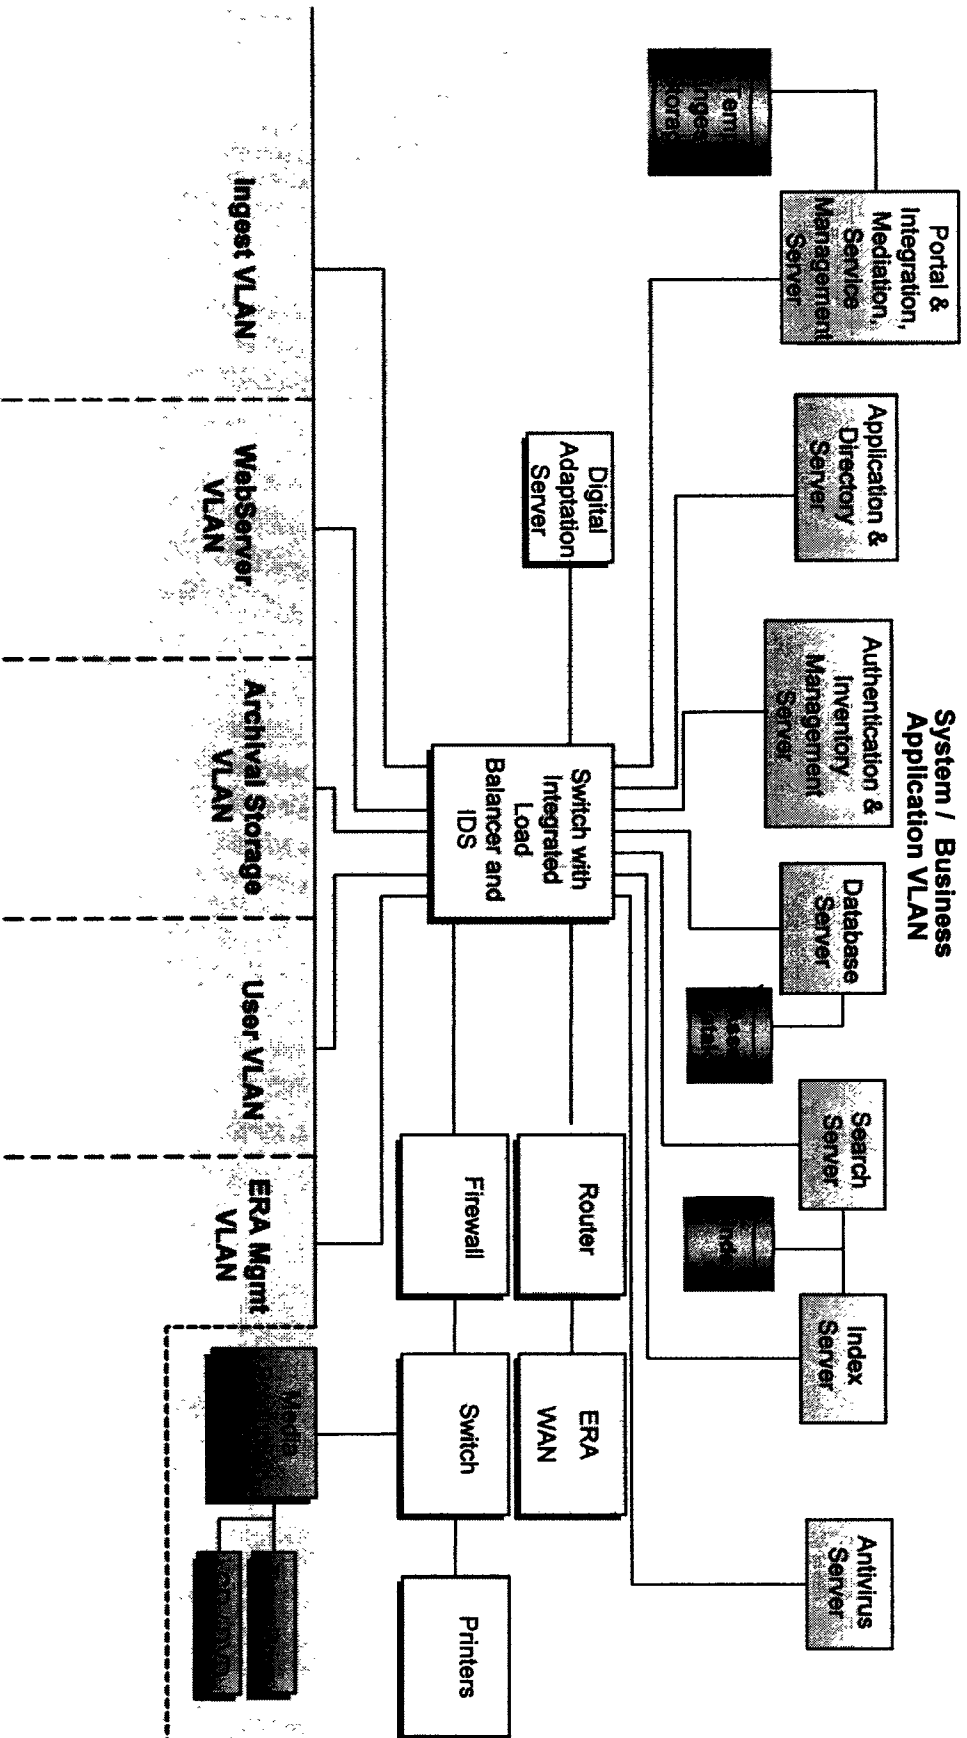 System / Business
Application VLAN
Portal &
Integration,
Mediation,
Service
Management
Server
Application &
Directory
Server
Authentication &
Inventory
Management
Server
Database
Server
Search
Server
Index
Server
Antivirus
Server
Digital
Adaptation
Server
Switch with
Integrated
Load
Balancer and
IDS
Router
ERA
WAN
Firewall
Switch
Printers
Ingest VLAN
WebServer
VLAN
Archival Storage
VLAN
User VLAN
ERA Mgmt
VLAN
Media